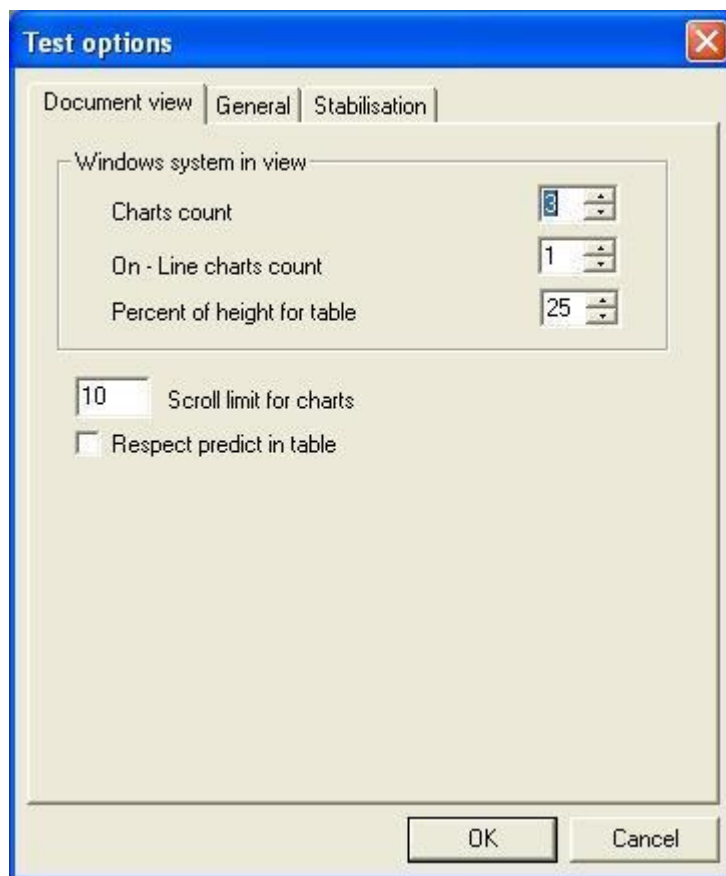 Test options
Document view General Stabilisation
Windows system in view
Charts count 3
On - Line charts count 1
Percent of height for table 25
10 Scroll limit for charts
Respect predict in table
OK Cancel